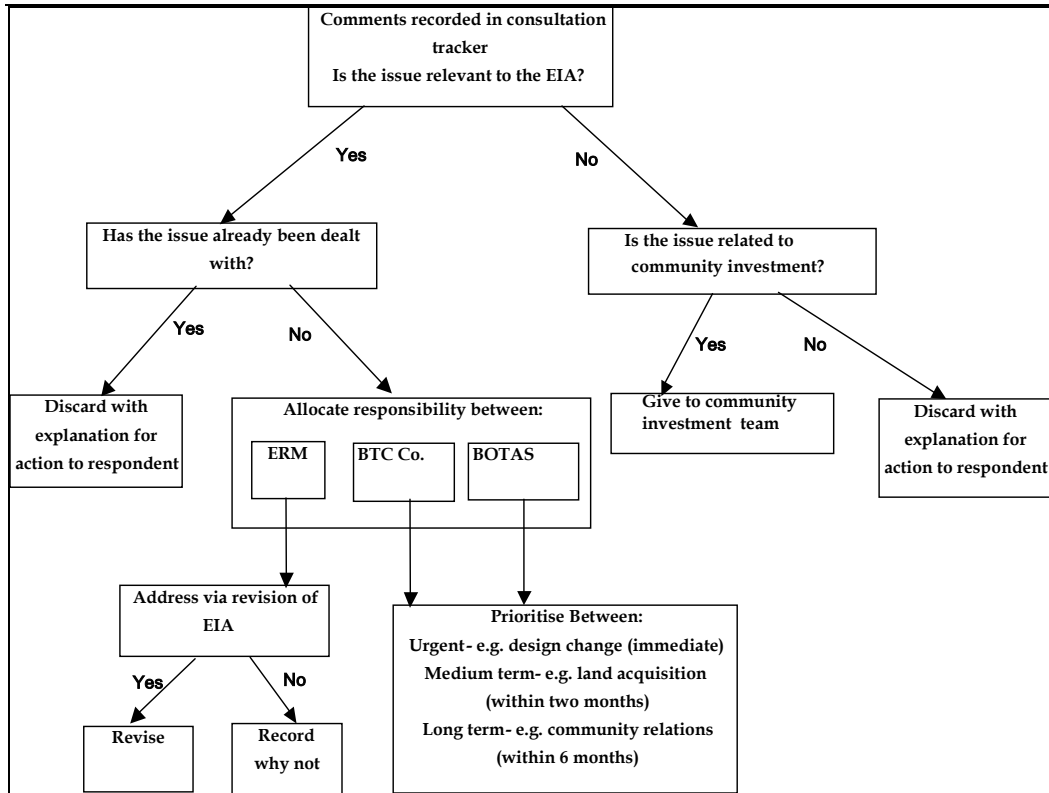 Comments recorded in consultation
tracker
Is the issue relevant to the EIA?
Yes
No
Has the issue already been dealt
with?
Is the issue related to
community investment?
Yes
No
Yes
No
Discard with
explanation for
action to respondent
Allocate responsibility between:
ERM
BTC Co.
BOTAS
Give to community
investment team
Discard with
explanation for
action to respondent
Address via revision of
EIA
Prioritise Between:
Urgent- e.g. design change (immediate)
Medium term- e.g. land acquisition
(within two months)
Long term- e.g. community relations
(within 6 months)
Yes
No
Revise
Record
why not